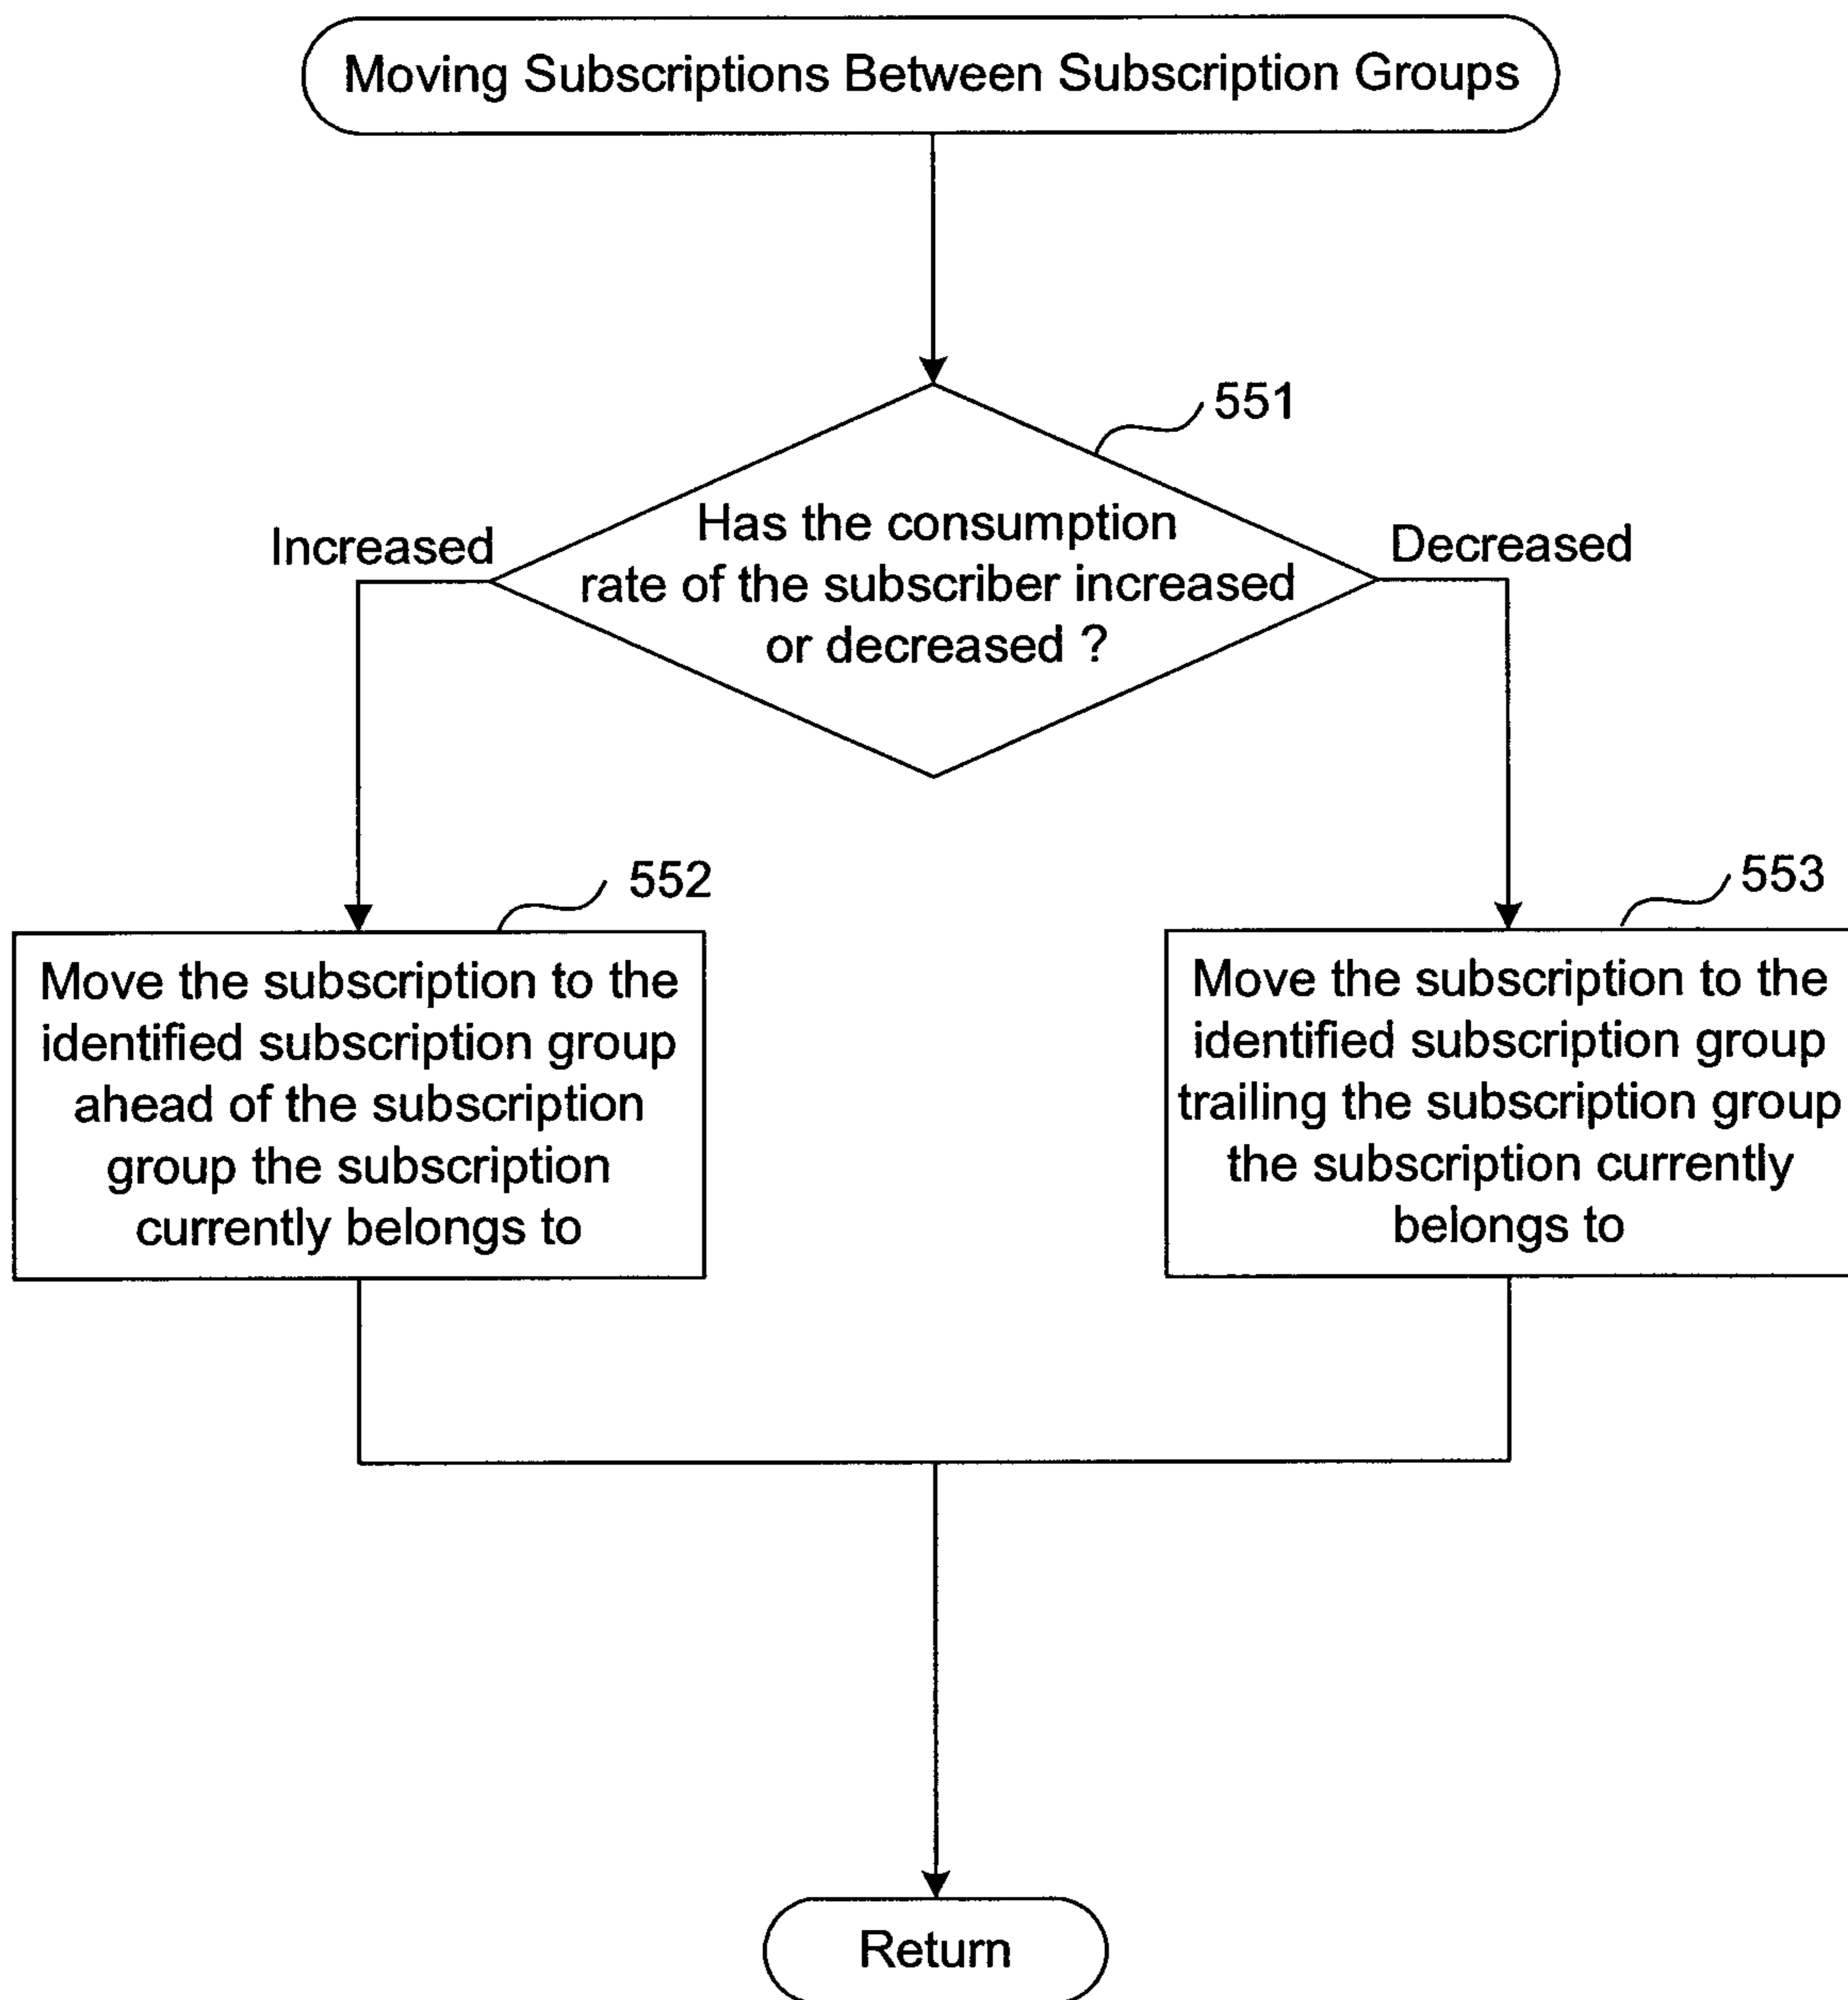 Moving Subscriptions Between Subscription Groups
551
Has the consumption
rate of the subscriber increased
or decreased ?
Increased
Decreased
552
Move the subscription to the
identified subscription group
ahead of the subscription
group the subscription
currently belongs to
553
Move the subscription to the
identified subscription group
trailing the subscription group
the subscription currently
belongs to
Return